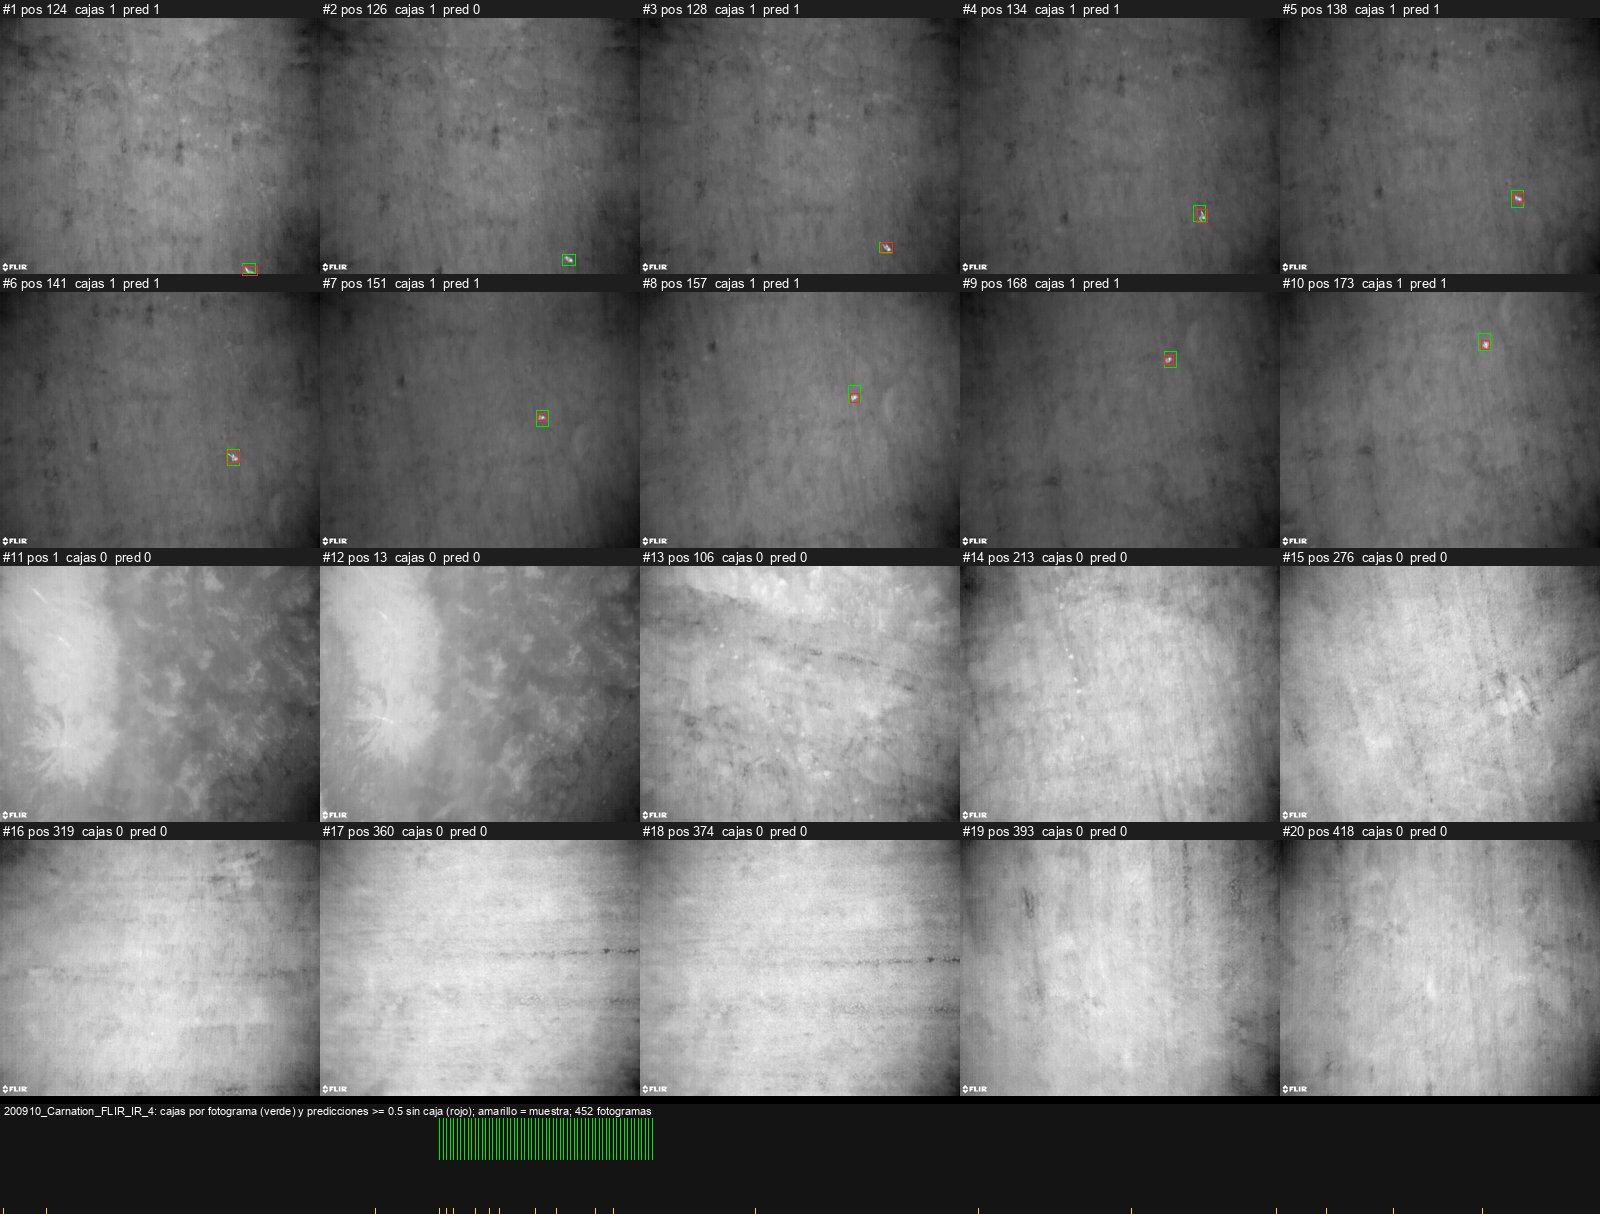 #1 pos 124 cajas 1 pred 1
#2 pos 126 cajas 1 pred 0
#3 pos 128 cajas 1 pred 1
#4 pos 134 cajas 1 pred 1
#5 pos 138 cajas 1 pred 1
FLIR
FLIR
FLIR
FLIR
FLIR
#6 pos 141 cajas 1 pred 1
#7 pos 151 cajas 1 pred 1
#8 pos 157 cajas 1 pred 1
#9 pos 168 cajas 1 pred 1
#10 pos 173 cajas 1 pred 1
FLIR
FLIR
FLIR
FLIR
FLIR
#11 pos 1 cajas 0 pred 0
#12 pos 13 cajas 0 pred 0
#13 pos 106 cajas 0 pred 0
#14 pos 213 cajas 0 pred 0
#15 pos 276 cajas 0 pred 0
FLIR
FLIR
FLIR
FLIR
FLIR
#16 pos 319 cajas 0 pred 0
#17 pos 360 cajas 0 pred 0
#18 pos 374 cajas 0 pred 0
#19 pos 393 cajas 0 pred 0
#20 pos 418 cajas 0 pred 0
FLIR
FLIR
FLIR
FLIR
FLIR
200910_Carnation_FLIR_IR_4: cajas por fotograma (verde) y predicciones >= 0.5 sin caja (rojo); amarillo = muestra; 452 fotogramas